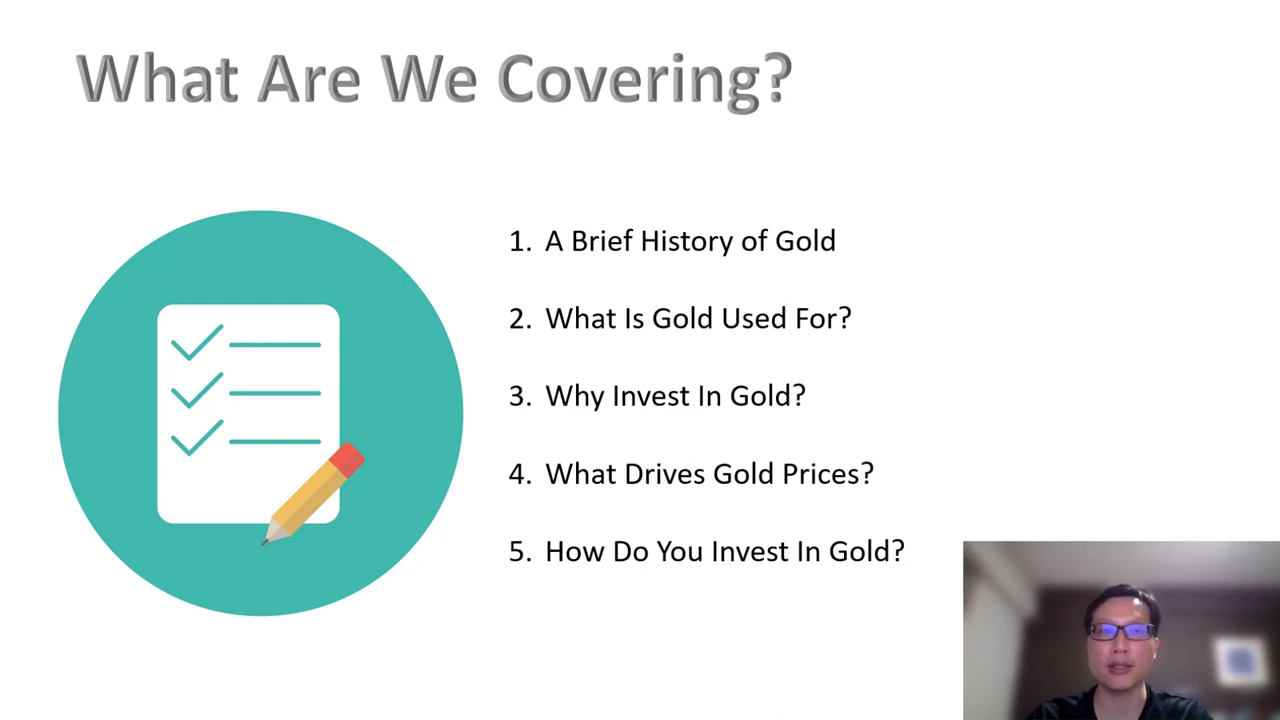 What Are We Covering?
1. A Brief History of Gold
2. What Is Gold Used For?
3. Why Invest In Gold?
4. What Drives Gold Prices?
5. How Do You Invest In Gold?